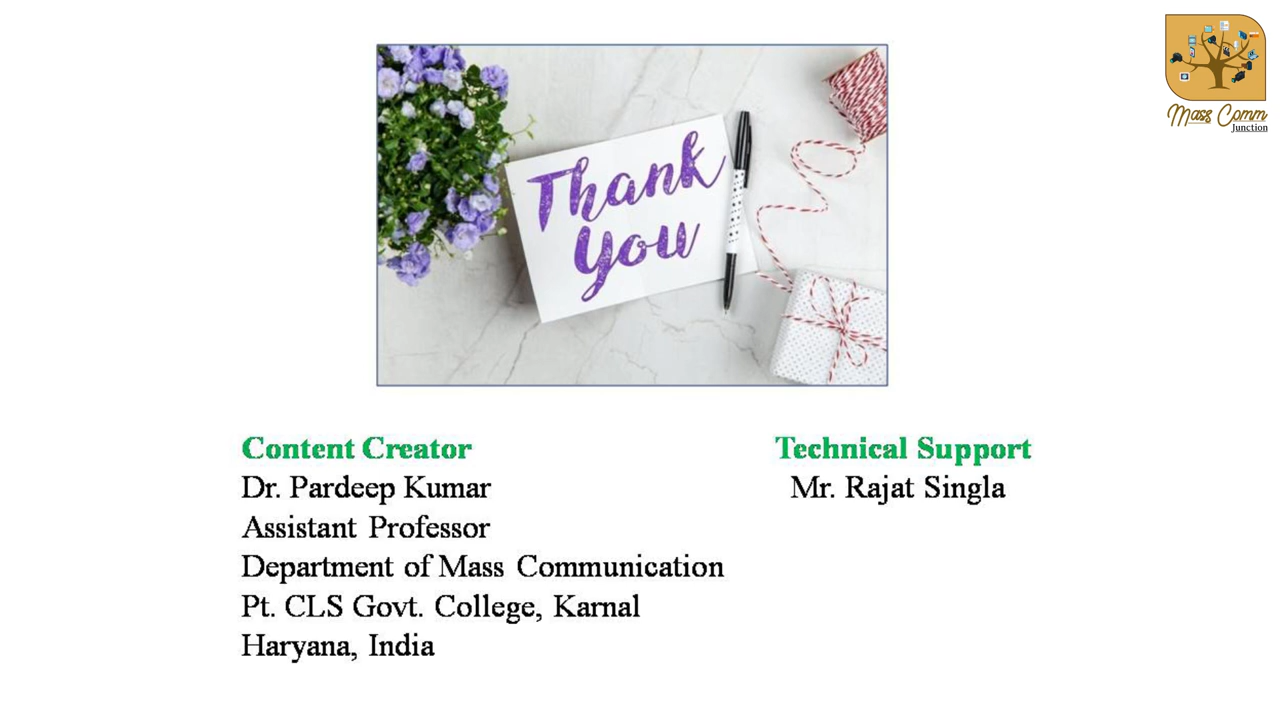 Mass Comm
Junction
Thank
You
Content Creator
Dr. Pardeep Kumar
Assistant Professor
Department of Mass Communication
Pt. CLS Govt. College, Karnal
Haryana, India
Technical Support
Mr. Rajat Singla